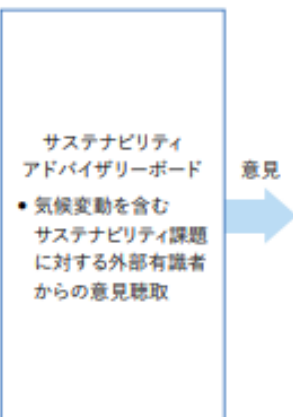 サステナビリティ
アドバイザリーボード
• 気候変動を含む
サステナビリティ課題
に対する外部有識者
からの意見聴取
意見